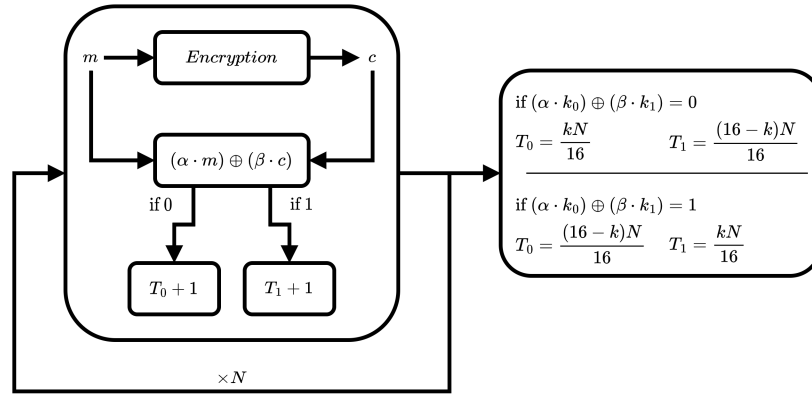 m Encryption c
(α · m) ⊕ (β · c)
if 0 if 1
T₀ + 1 T₁ + 1
×N
if (α · k₀) ⊕ (β · k₁) = 0
T₀ = kN/16 T₁ = (16 − k)N/16
if (α · k₀) ⊕ (β · k₁) = 1
T₀ = (16 − k)N/16 T₁ = kN/16